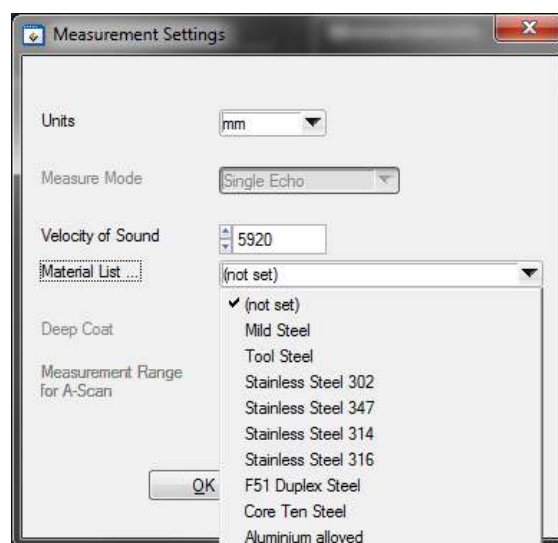 Measurement Settings
Units
mm
Measure Mode
Single Echo
Velocity of Sound
5920
Material List ...
(not set)
(not set)
Mild Steel
Tool Steel
Stainless Steel 302
Stainless Steel 347
Stainless Steel 314
Stainless Steel 316
F51 Duplex Steel
Core Ten Steel
Aluminium alloyed
Deep Coat
Measurement Range
for A-Scan
OK